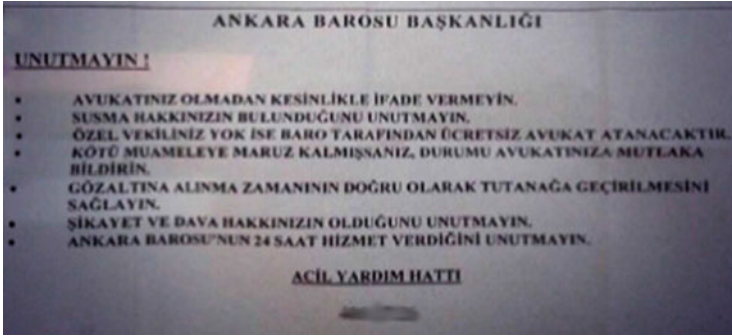 ANKARA BAROSU BAŞKANLIĞI
UNUTMAYIN !
• AVUKATINIZ OLMADAN KESİNLİKLE İFADE VERMEYİN.
• SUSMA HAKKINIZIN BULUNDUĞUNU UNUTMAYIN.
• ÖZEL VEKİLİNİZ YOK İSE BARO TARAFINDAN ÜCRETSİZ AVUKAT ATANACAKTIR.
• KÖTÜ MUAMELEYE MARUZ KALMIŞSANIZ, DURUMU AVUKATINIZA MUTLAKA
BİLDİRİN.
• GÖZALTINA ALINMA ZAMANININ DOĞRU OLARAK TUTANAĞA GEÇİRİLMESİNİ
SAĞLAYIN.
• ŞİKAYET VE DAVA HAKKINIZIN OLDUĞUNU UNUTMAYIN.
• ANKARA BAROSU'NUN 24 SAAT HİZMET VERDİĞİNİ UNUTMAYIN.
ACİL YARDIM HATTI